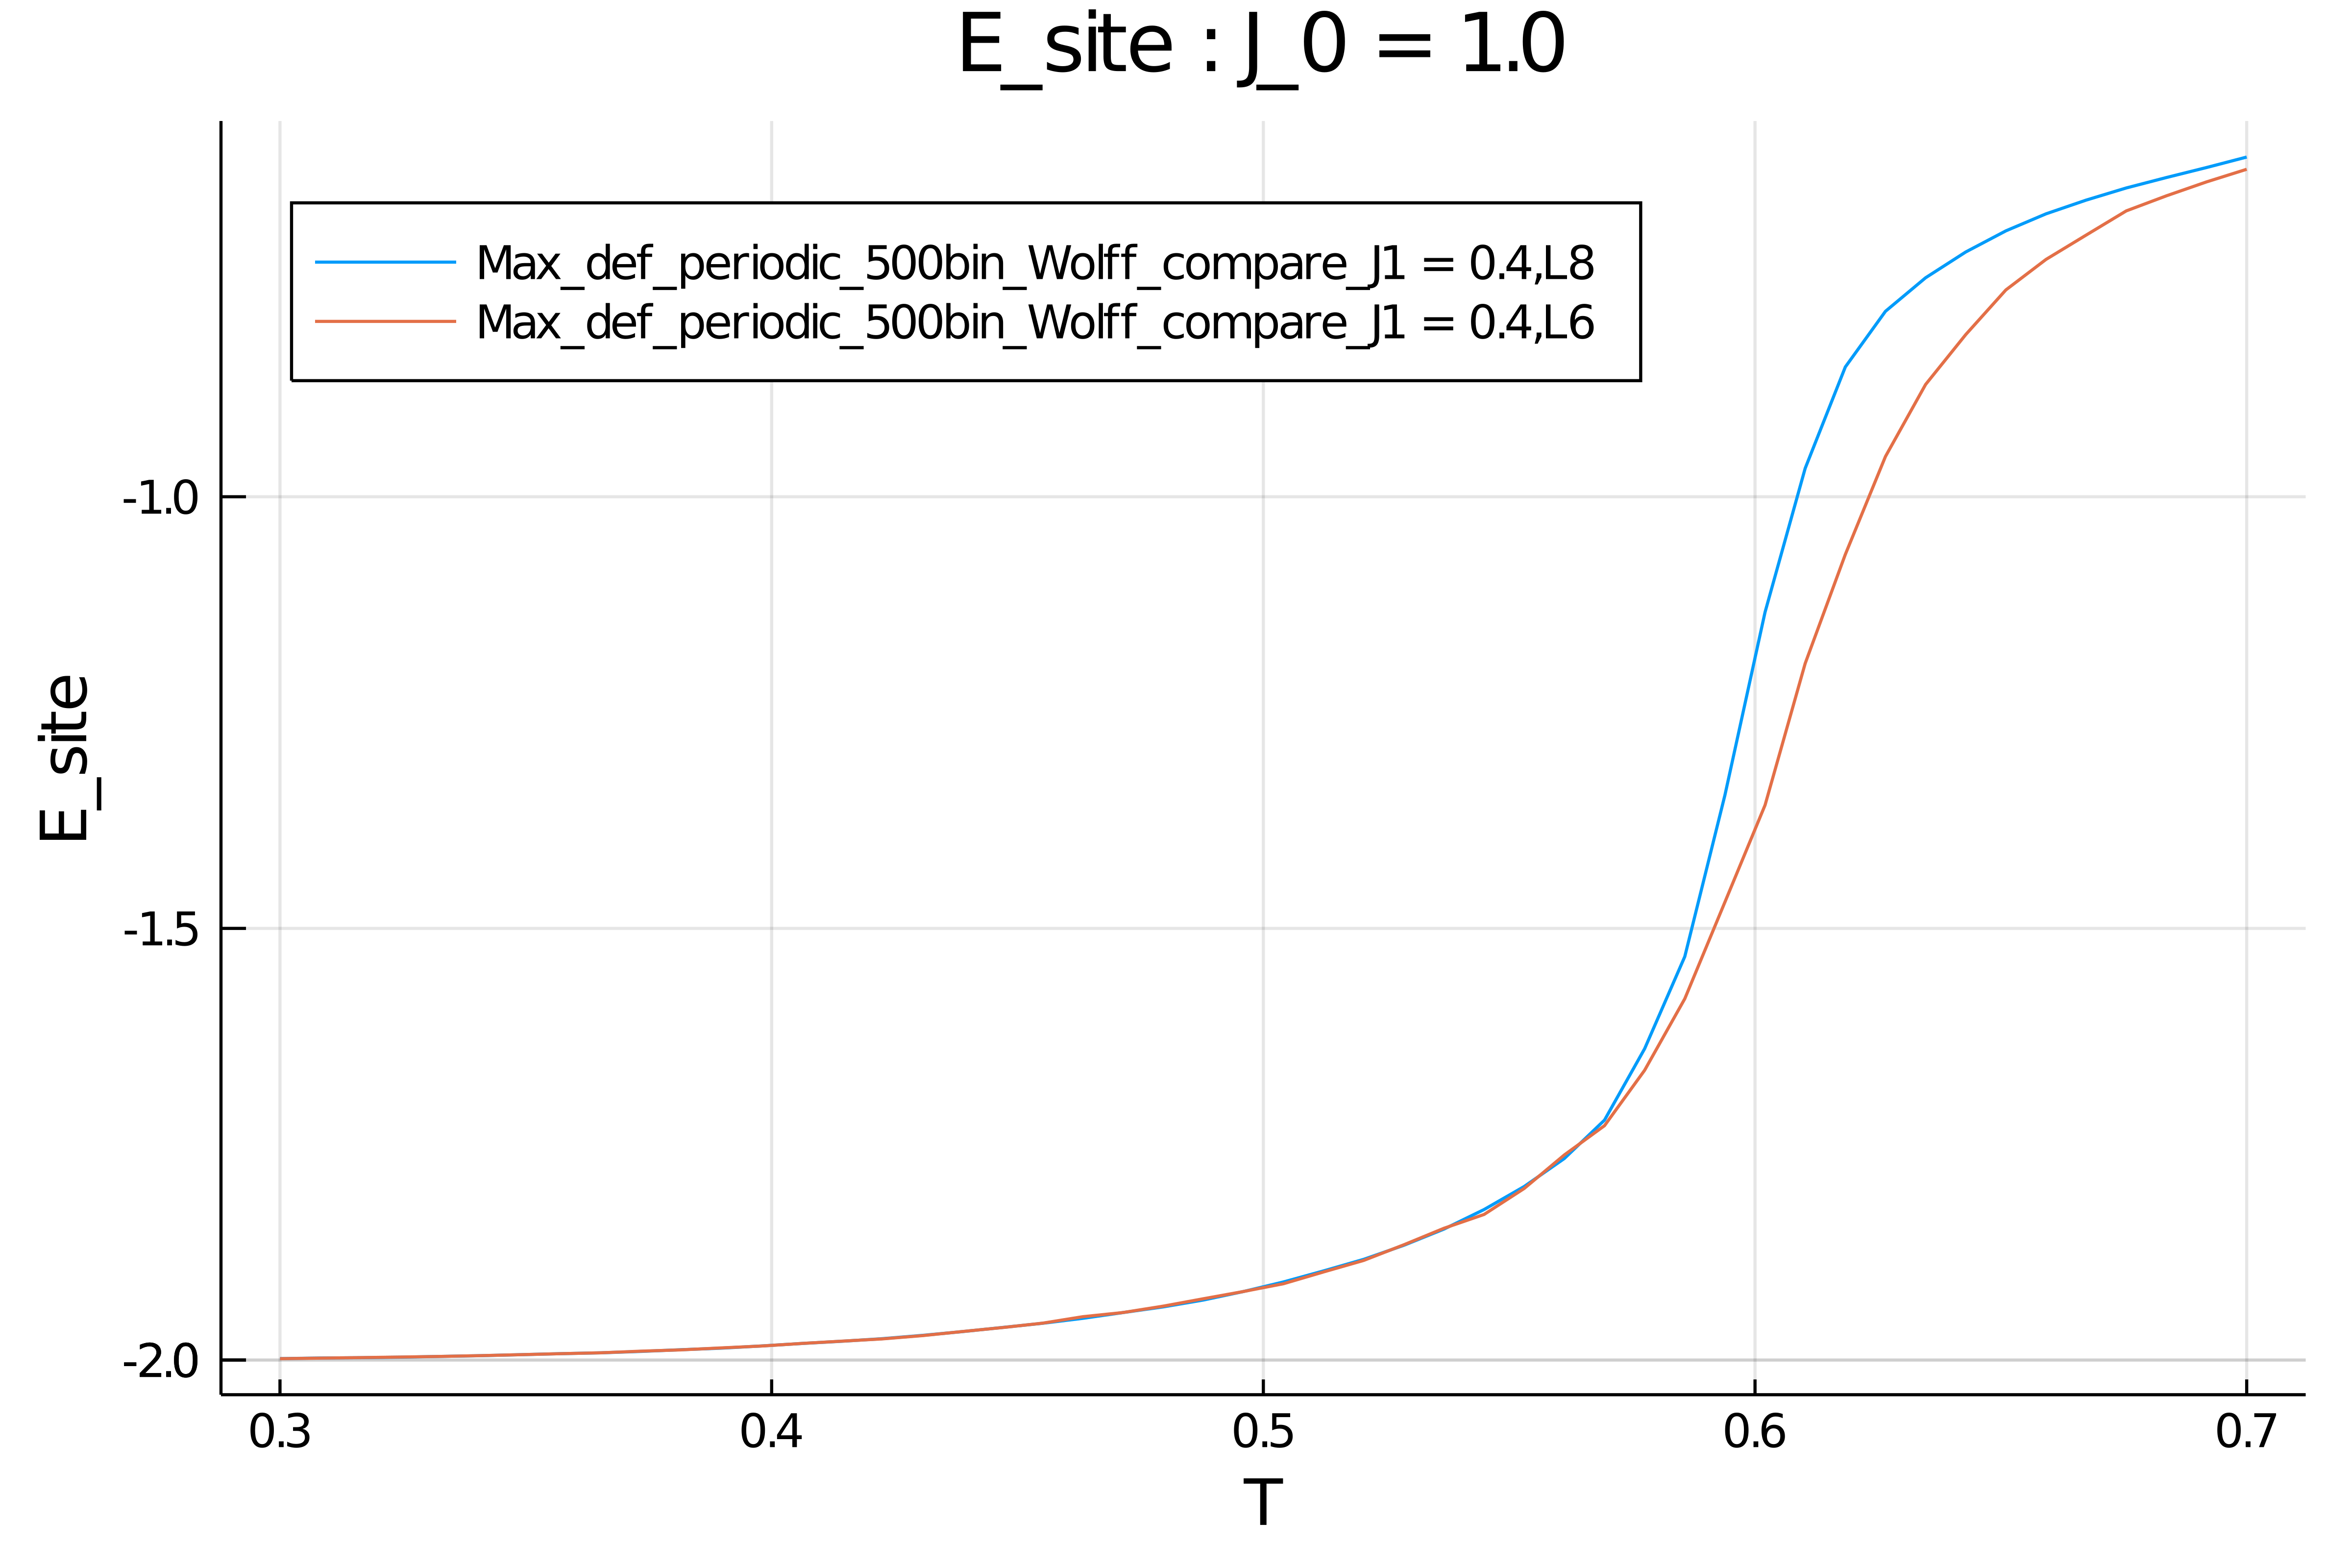 E_site : J_0 = 1.0
Max_def_periodic_500bin_Wolff_compare_J1 = 0.4,L8
Max_def_periodic_500bin_Wolff_compare_J1 = 0.4,L6
-1.0
-1.5
-2.0
E_site
0.3 0.4 0.5 0.6 0.7
T